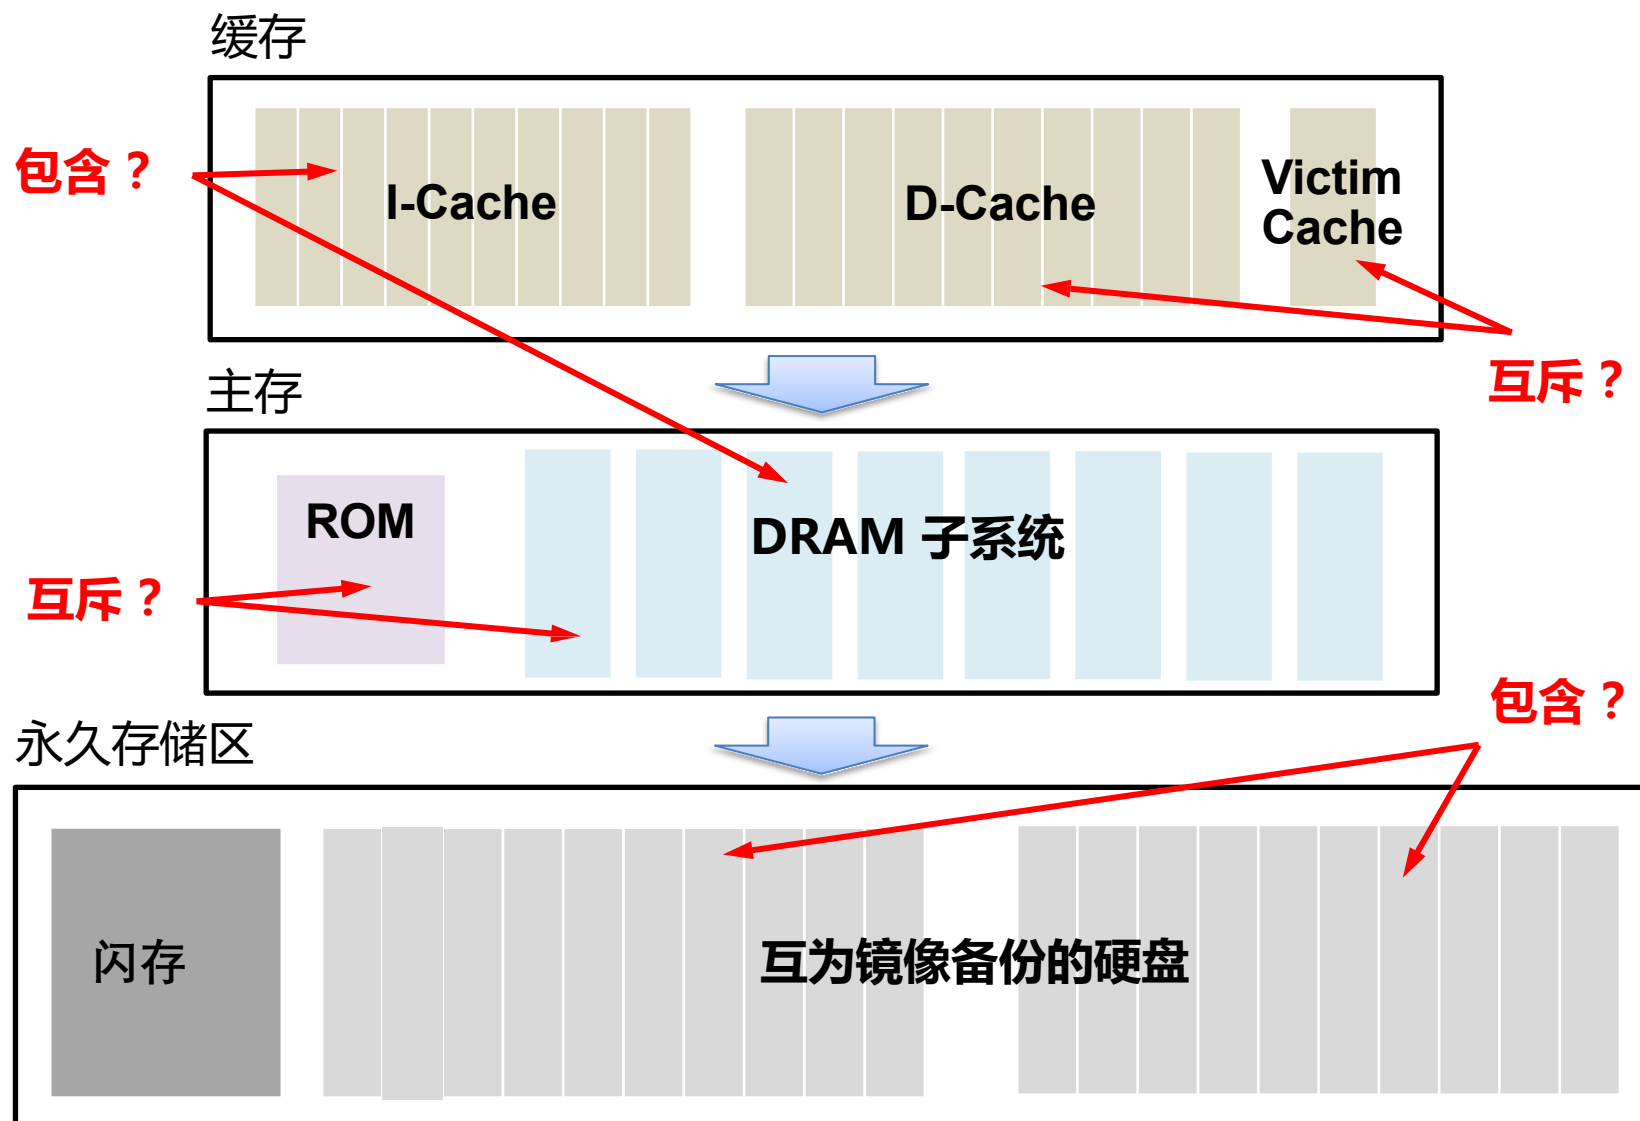 缓存
包含？
I-Cache
D-Cache
Victim
Cache
互斥？
主存
ROM
DRAM 子系统
互斥？
包含？
永久存储区
闪存
互为镜像备份的硬盘